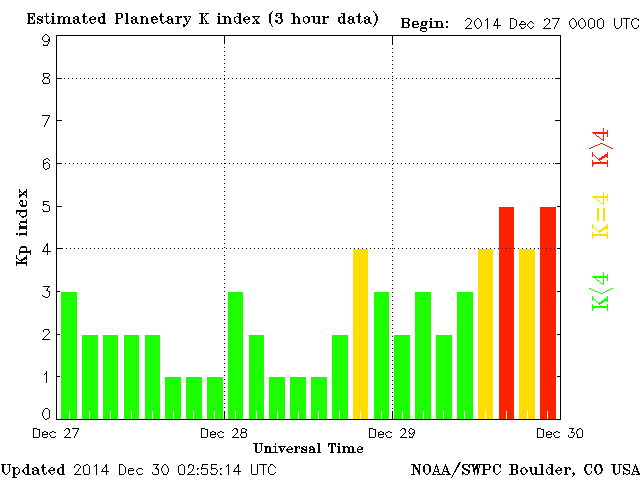 Estimated Planetary K index (3 hour data) Begin: 2014 Dec 27 0000 UTC
9
8
7
6
5
4
3
2
1
0
Kp index
K>4
K=4
K<4
Dec 27 Dec 28 Dec 29 Dec 30
Universal Time
Updated 2014 Dec 30 02:55:14 UTC NOAA/SWPC Boulder, CO USA